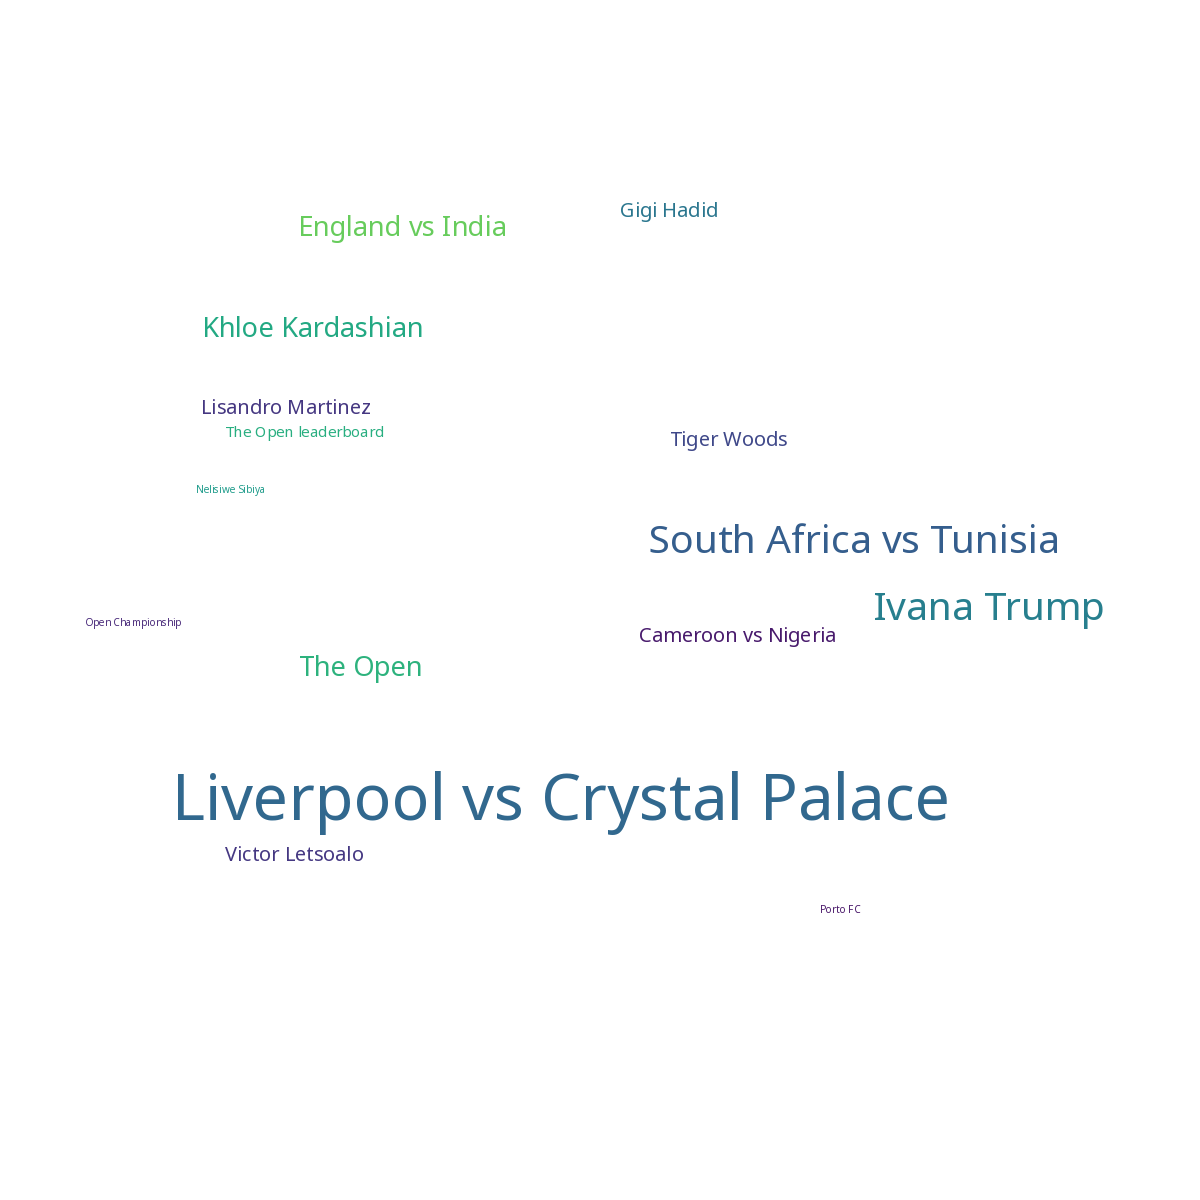 Gigi Hadid
England vs India
Khloe Kardashian
Lisandro Martinez
The Open leaderboard
Tiger Woods
Nelisiwe Sibiya
South Africa vs Tunisia
Ivana Trump
Open Championship
Cameroon vs Nigeria
The Open
Liverpool vs Crystal Palace
Victor Letsoalo
Porto FC